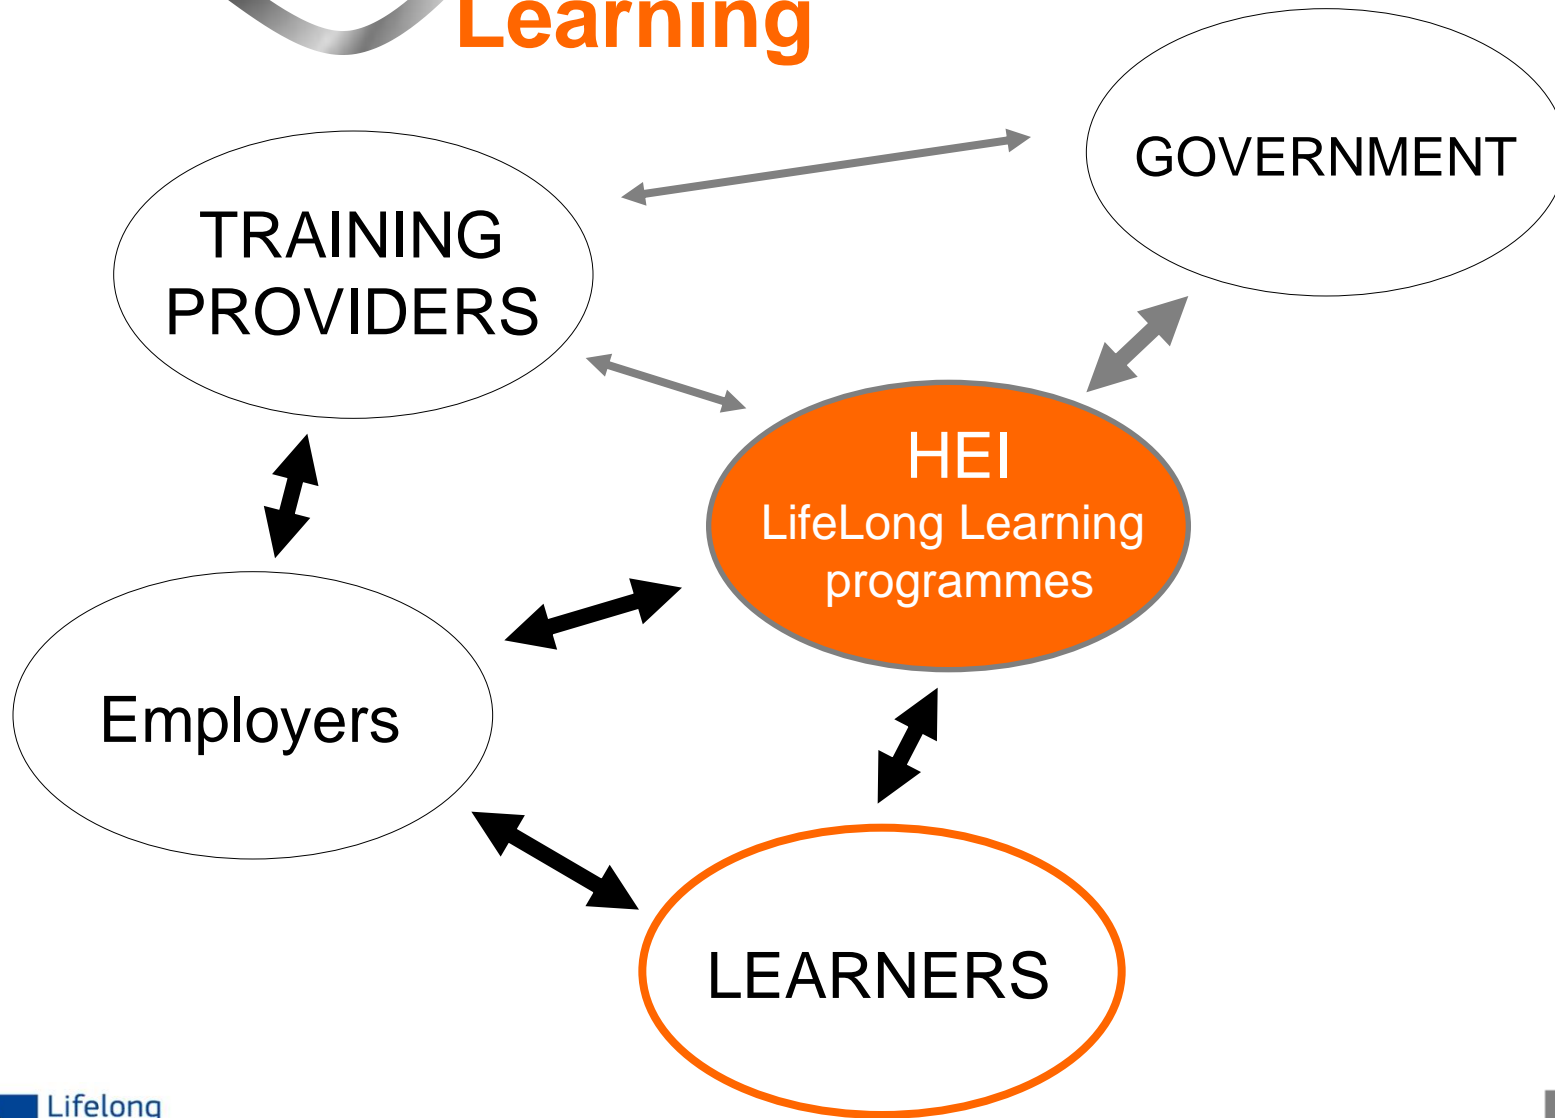 Learning
GOVERNMENT
TRAINING
PROVIDERS
HEI
LifeLong Learning
programmes
Employers
LEARNERS
Lifelong